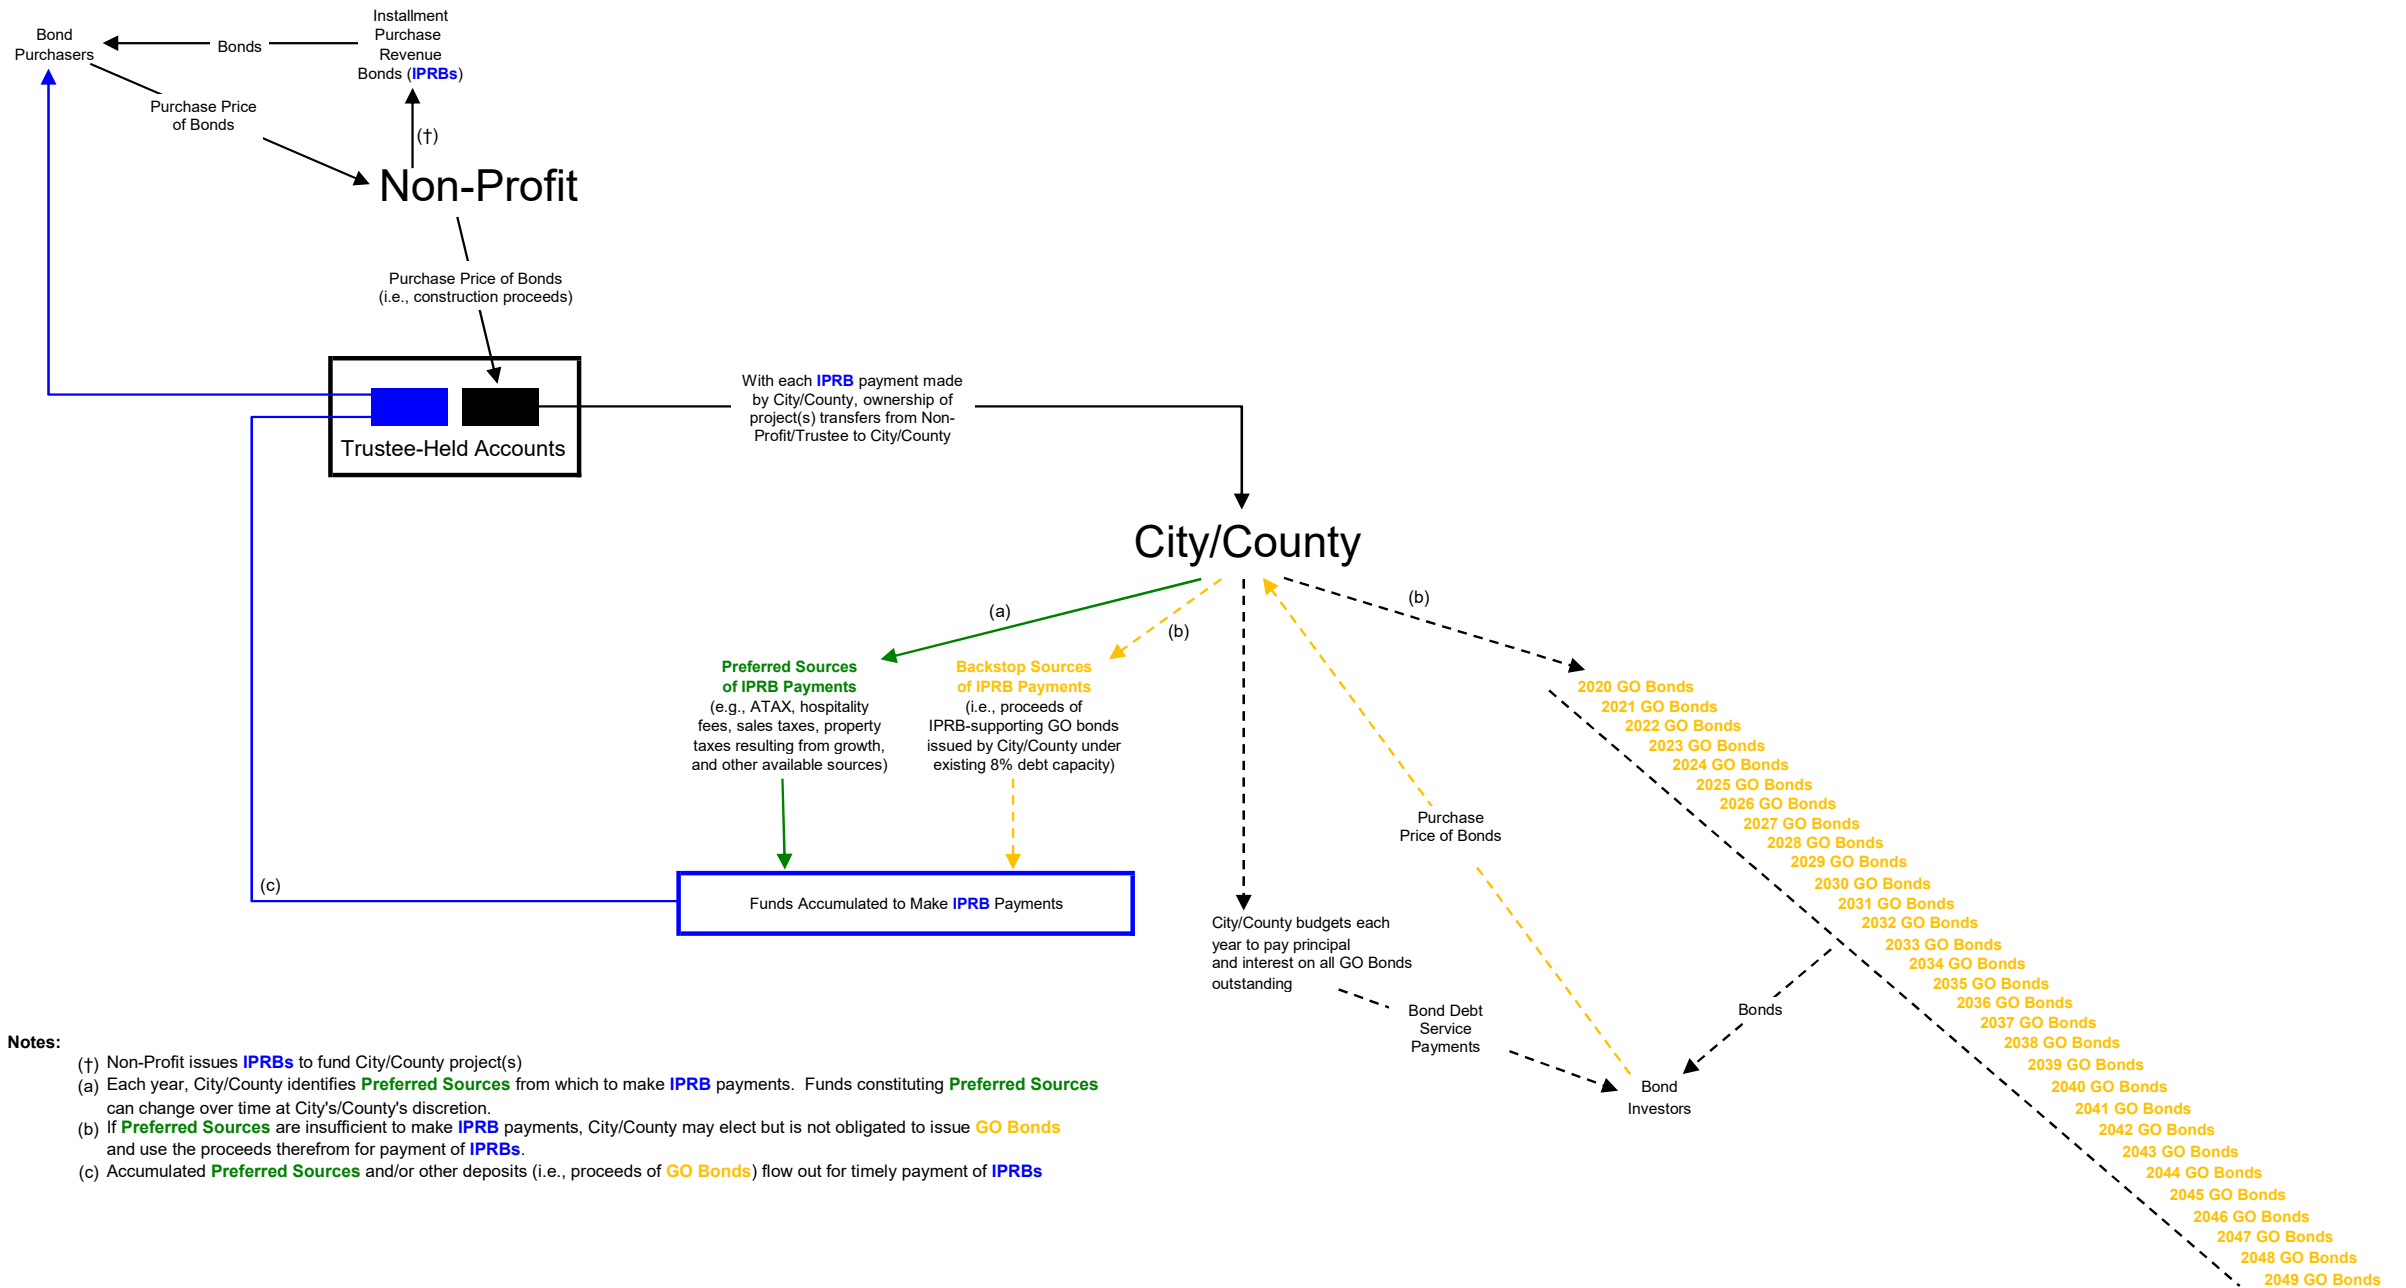 Bond
Purchasers
Bonds
Installment
Purchase
Revenue
Bonds (IPRBs)
Purchase Price
of Bonds
(†)
Non-Profit
Purchase Price of Bonds
(i.e., construction proceeds)
Trustee-Held Accounts
With each IPRB payment made
by City/County, ownership of
project(s) transfers from Non-
Profit/Trustee to City/County
City/County
(a)
(b)
(b)
Preferred Sources
of IPRB Payments
(e.g., ATAX, hospitality
fees, sales taxes, property
taxes resulting from growth,
and other available sources)
Backstop Sources
of IPRB Payments
(i.e., proceeds of
IPRB-supporting GO bonds
issued by City/County under
existing 8% debt capacity)
(c)
Funds Accumulated to Make IPRB Payments
Purchase
Price of Bonds
City/County budgets each
year to pay principal
and interest on all GO Bonds
outstanding
Bond Debt
Service
Payments
Bonds
Bond
Investors
2020 GO Bonds
2021 GO Bonds
2022 GO Bonds
2023 GO Bonds
2024 GO Bonds
2025 GO Bonds
2026 GO Bonds
2027 GO Bonds
2028 GO Bonds
2029 GO Bonds
2030 GO Bonds
2031 GO Bonds
2032 GO Bonds
2033 GO Bonds
2034 GO Bonds
2035 GO Bonds
2036 GO Bonds
2037 GO Bonds
2038 GO Bonds
2039 GO Bonds
2040 GO Bonds
2041 GO Bonds
2042 GO Bonds
2043 GO Bonds
2044 GO Bonds
2045 GO Bonds
2046 GO Bonds
2047 GO Bonds
2048 GO Bonds
2049 GO Bonds
Notes:
(†) Non-Profit issues IPRBs to fund City/County project(s)
(a) Each year, City/County identifies Preferred Sources from which to make IPRB payments.  Funds constituting Preferred Sources
can change over time at City's/County's discretion.
(b) If Preferred Sources are insufficient to make IPRB payments, City/County may elect but is not obligated to issue GO Bonds
and use the proceeds therefrom for payment of IPRBs.
(c) Accumulated Preferred Sources and/or other deposits (i.e., proceeds of GO Bonds) flow out for timely payment of IPRBs